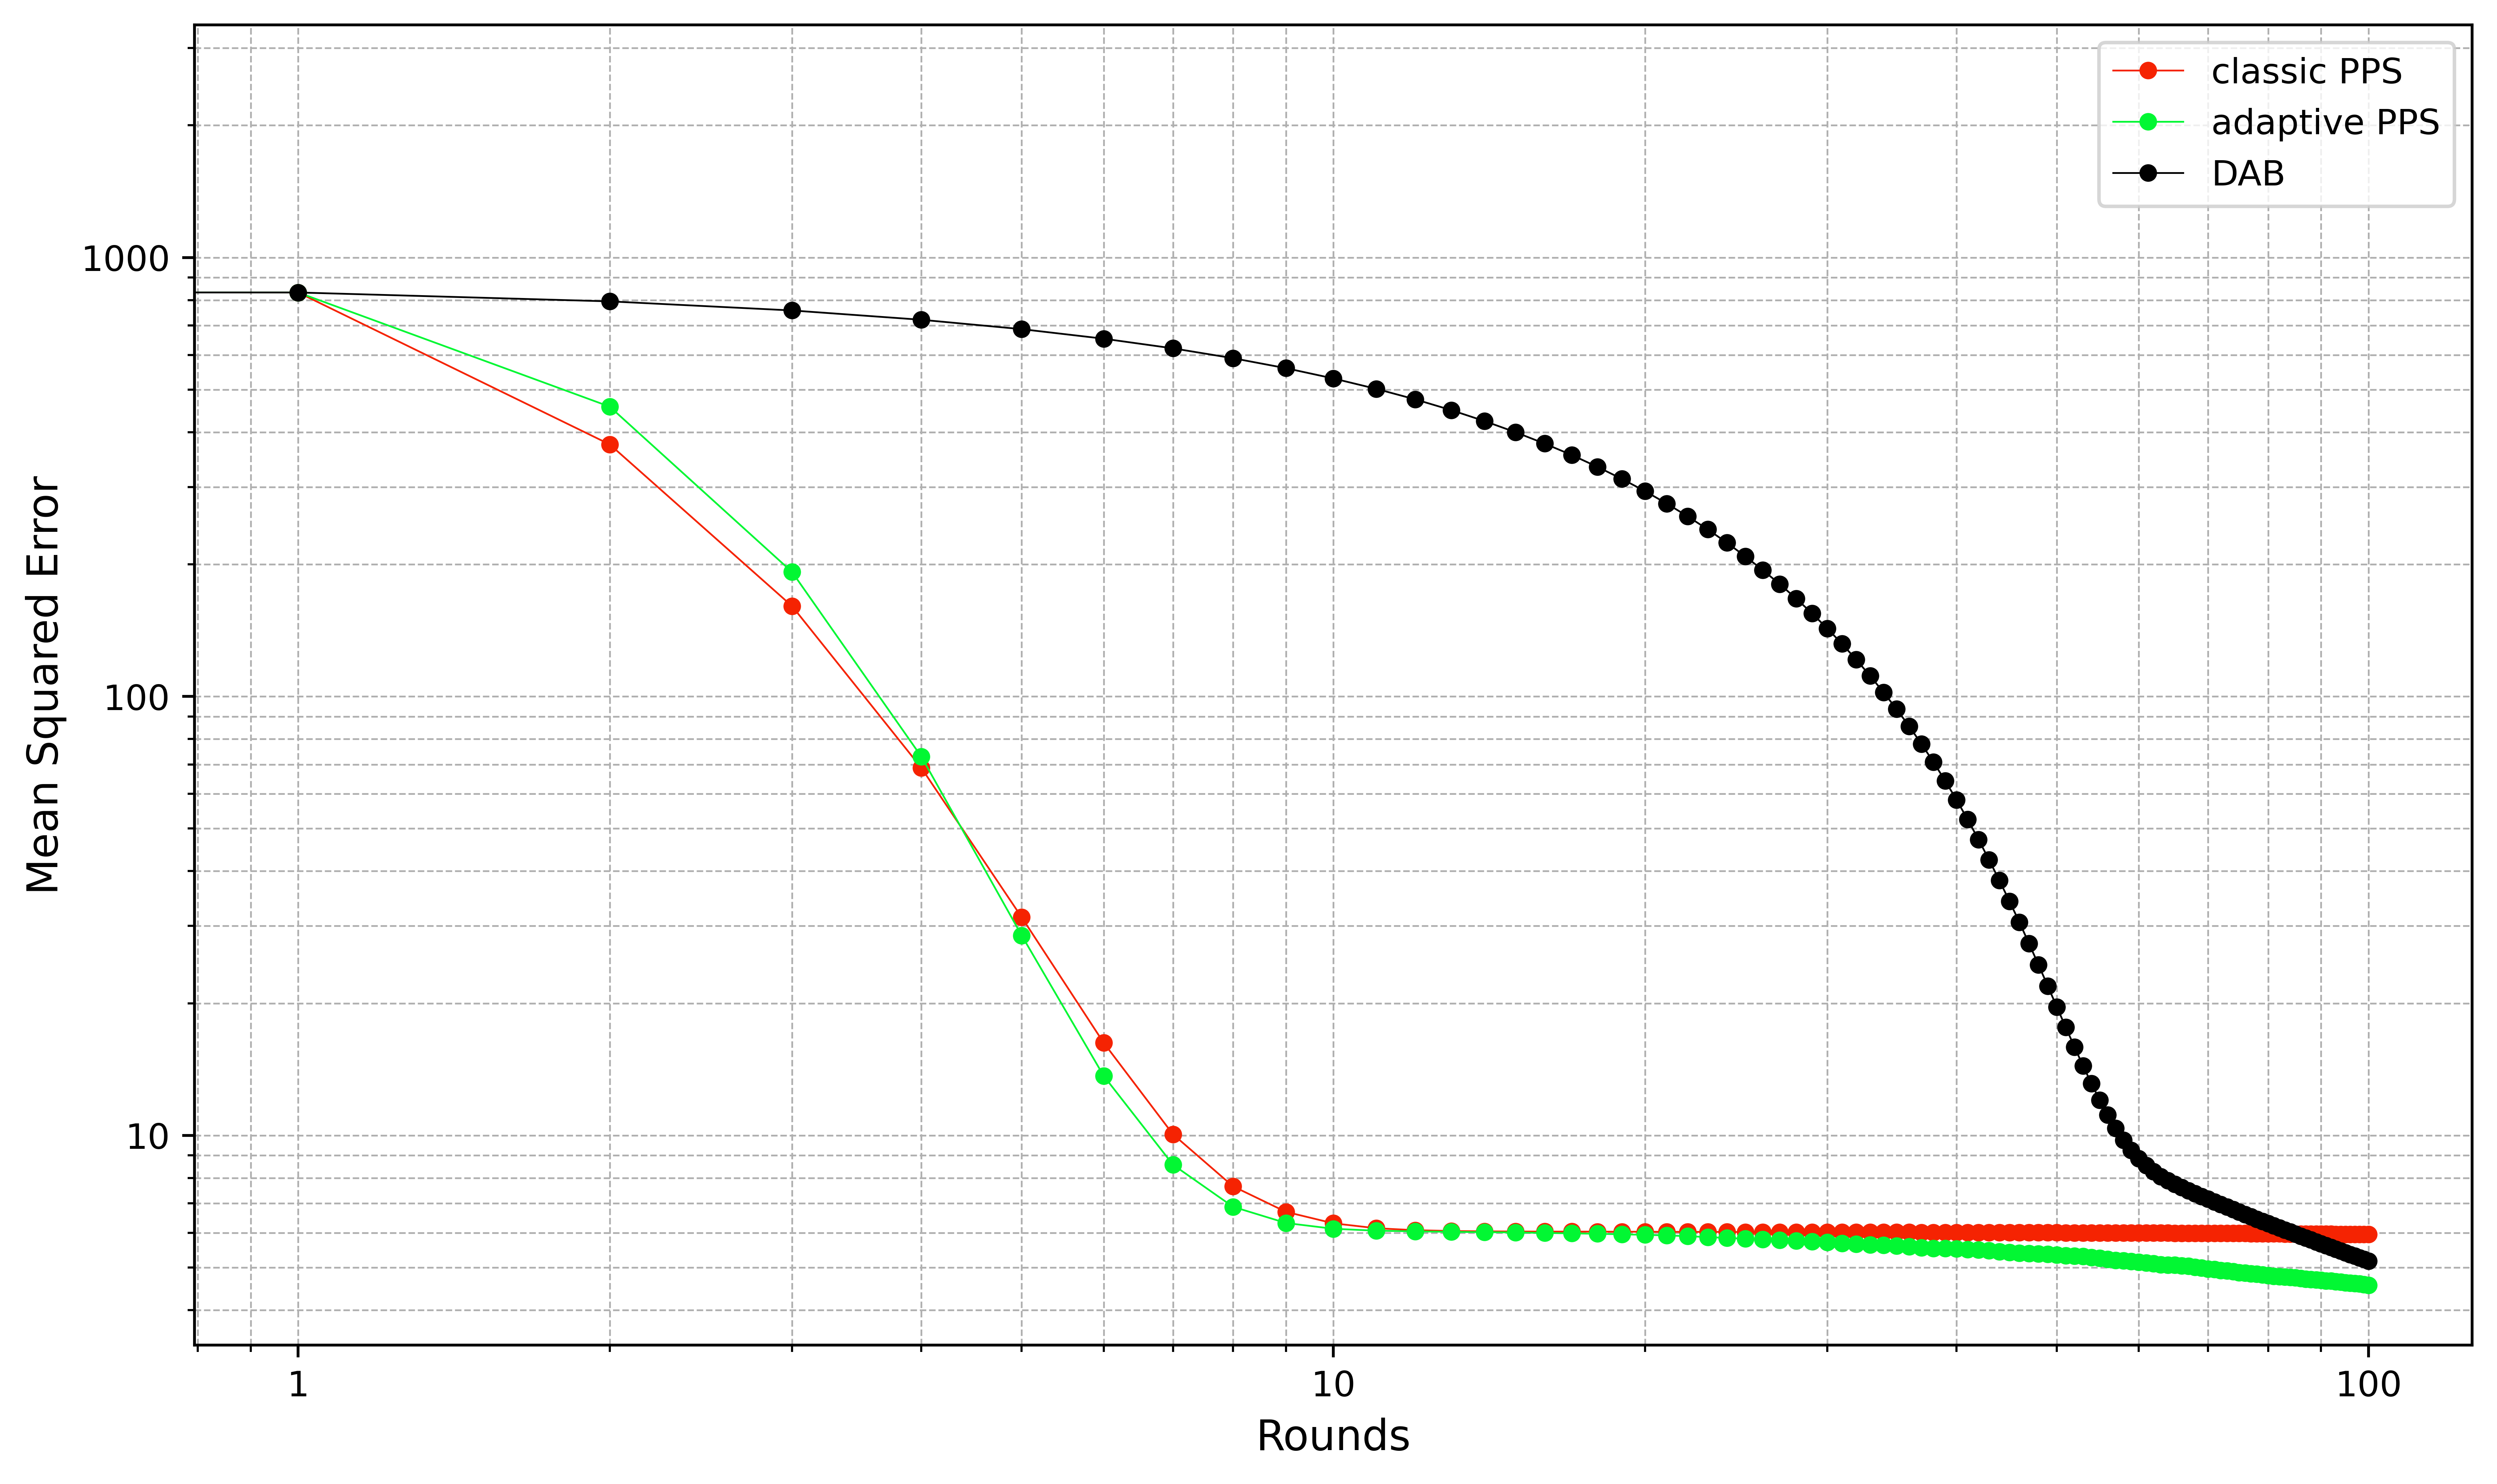 classic PPS
adaptive PPS
DAB
1000
100
10
Mean Squared Error
1
10
100
Rounds